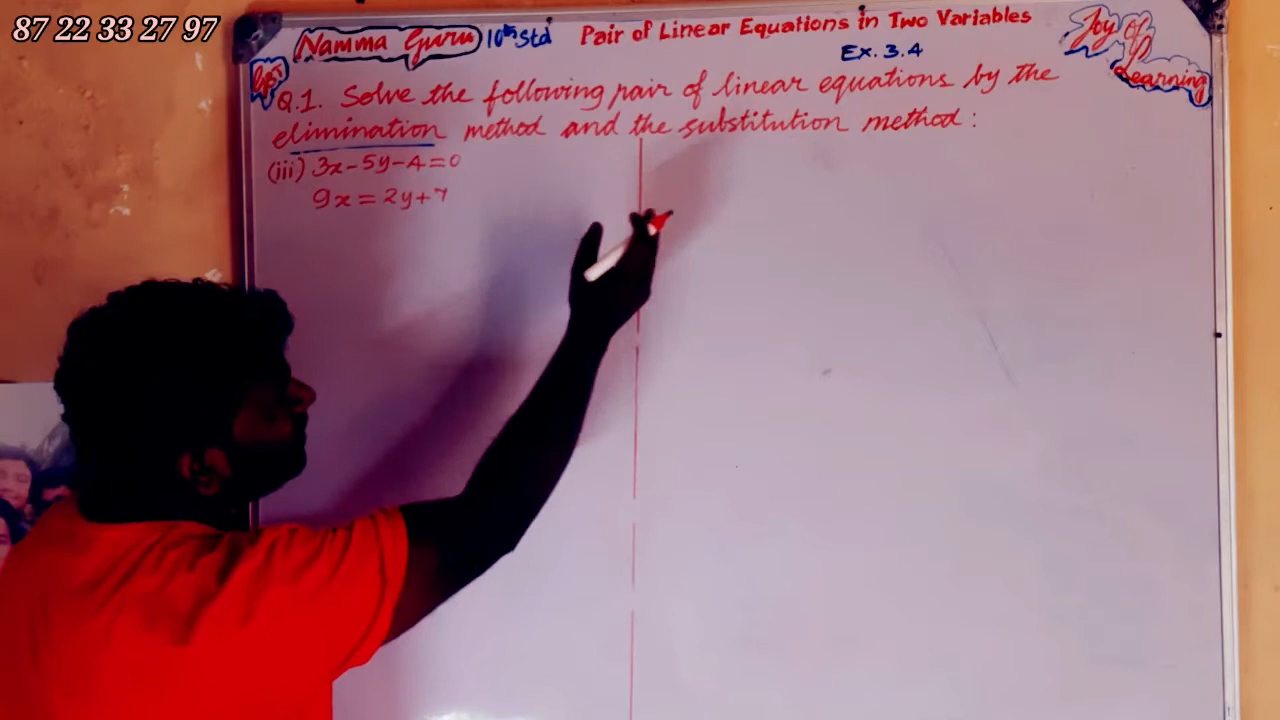 87 22 33 27 97
Namma Guru 10th Std Pair of Linear Equations in Two Variables
Ex. 3.4
Joy Of Learning
Q.1. Solve the following pair of linear equations by the
elimination method and the substitution method:
(iii) 3x-5y-4=0
9x = 2y+7